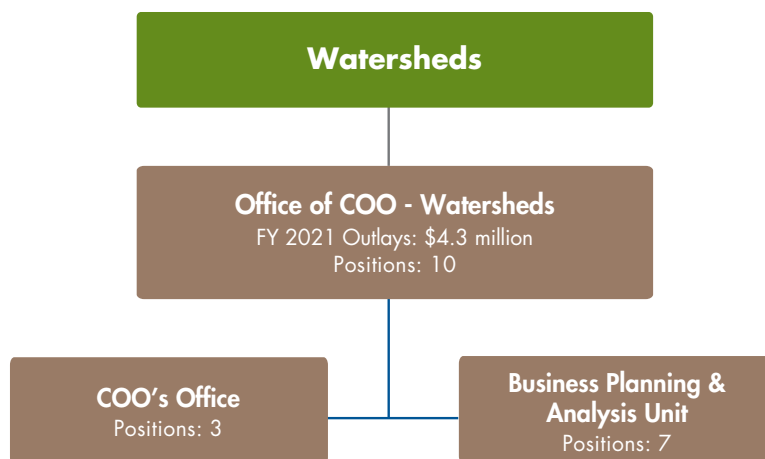 Watersheds
Office of COO - Watersheds
FY 2021 Outlays: $4.3 million
Positions: 10
COO’s Office
Positions: 3
Business Planning &
Analysis Unit
Positions: 7